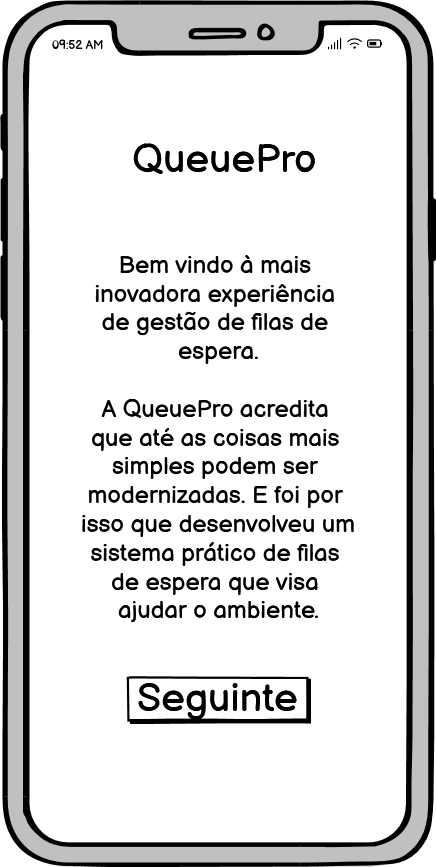 09:52 AM
QueuePro
Bem vindo à mais
inovadora experiência
de gestão de filas de
espera.
A QueuePro acredita
que até as coisas mais
simples podem ser
modernizadas. E foi por
isso que desenvolveu um
sistema prático de filas
de espera que visa
ajudar o ambiente.
Seguinte